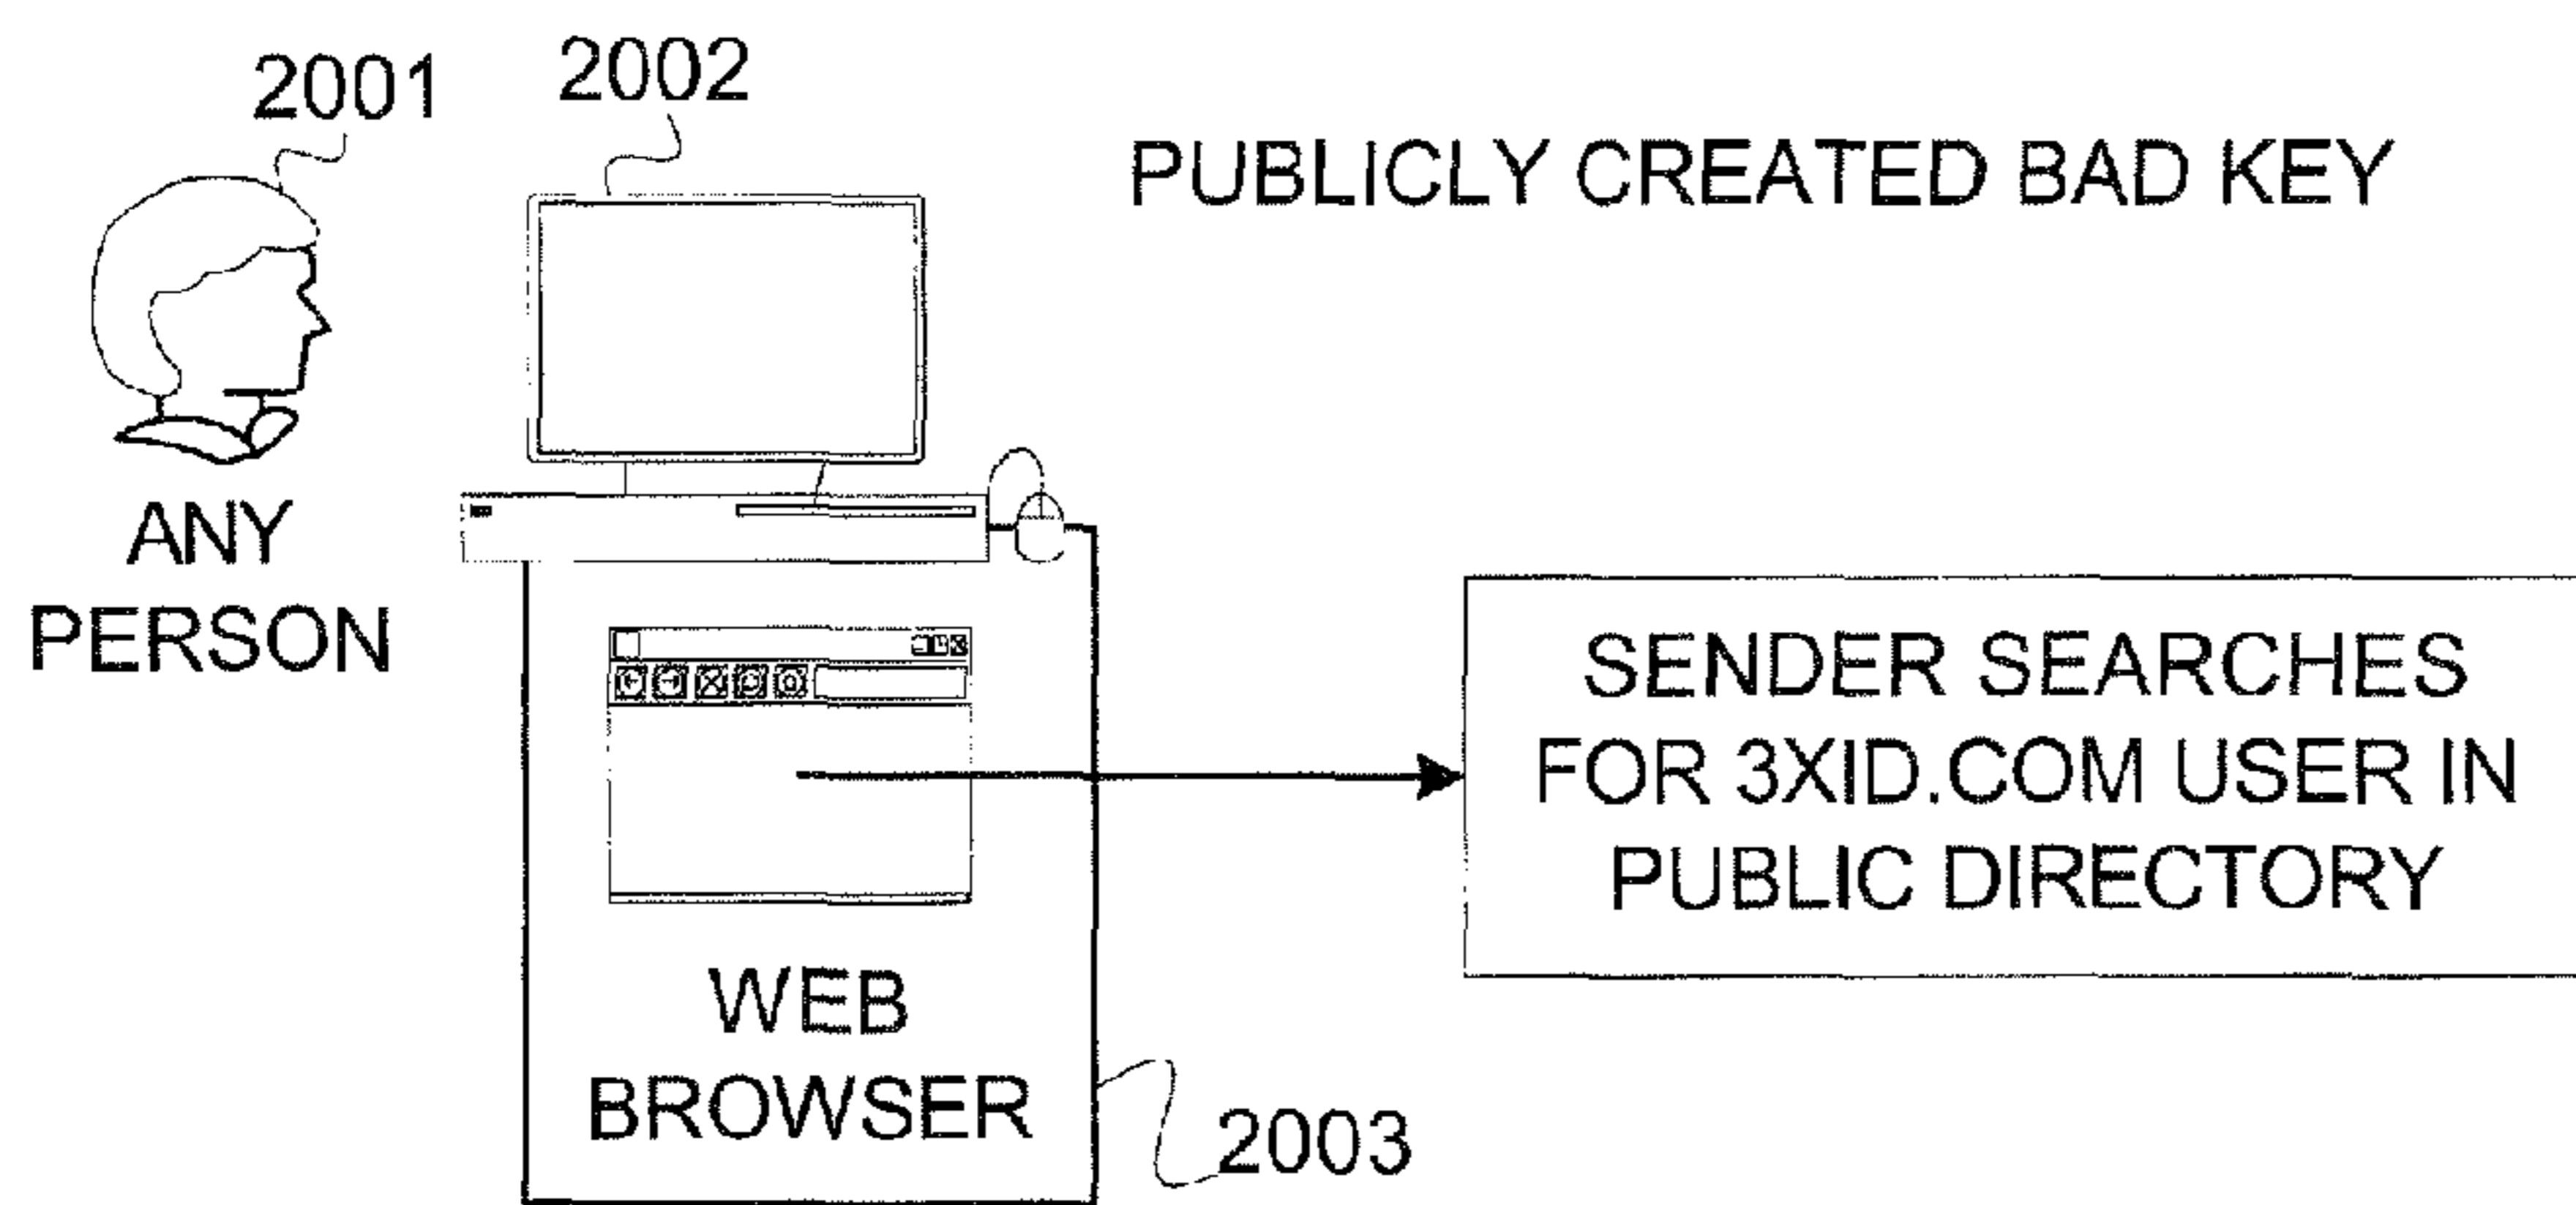 2001
2002
PUBLICLY CREATED BAD KEY
ANY
PERSON
SENDER SEARCHES
FOR 3XID.COM USER IN
PUBLIC DIRECTORY
WEB
BROWSER
2003